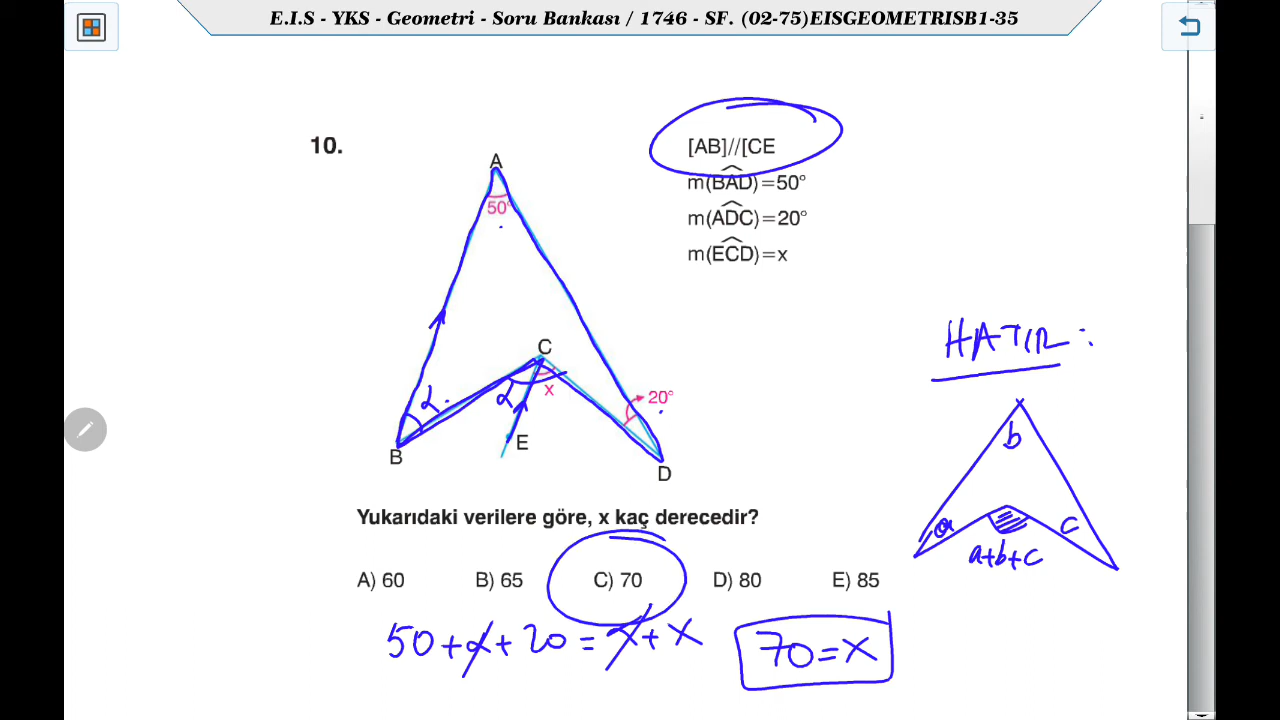 E.I.S - YKS - Geometri - Soru Bankası / 1746 - SF. (02-75)EISGEOMETRISB1-35
10.
[AB]//[CE
m(BAD)=50°
m(ADC)=20°
m(ECD)=x
A
50°
C
α
α
x
20°
E
B
D
HATIR :
b
a
c
a+b+c
Yukarıdaki verilere göre, x kaç derecedir?
A) 60 B) 65 C) 70 D) 80 E) 85
50+α+20=α+x
70=x